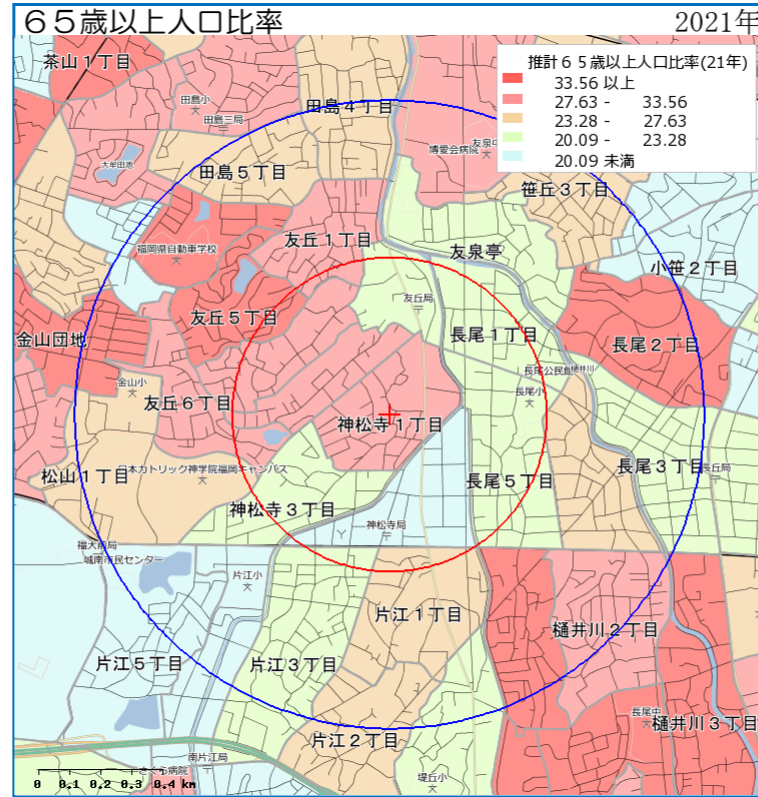 65歳以上人口比率
2021年
推計65歳以上人口比率(21年)
33.56 以上
27.63 - 33.56
23.28 - 27.63
20.09 - 23.28
20.09 未満
茶山1丁目
田島小
田島三局
田島4丁目
博愛会病院
友泉中
大牟田池
田島5丁目
笹丘3丁目
福岡県自動車学校
友丘1丁目
友泉亭
小笹2丁目
友丘局
友丘5丁目
長尾1丁目
金山団地
長尾2丁目
長尾公民館
樋井川
金山小
長尾小
友丘6丁目
神松寺1丁目
松山1丁目
日本カトリック神学院福岡キャンパス
長尾5丁目
長尾3丁目
長丘局
神松寺3丁目
神松寺局
福大前局
城南市民センター
片江小
片江1丁目
樋井川2丁目
片江5丁目
片江3丁目
長尾中
樋井川3丁目
片江2丁目
南片江局
さくら病院
堤丘小
0 0.1 0.2 0.3 0.4 km